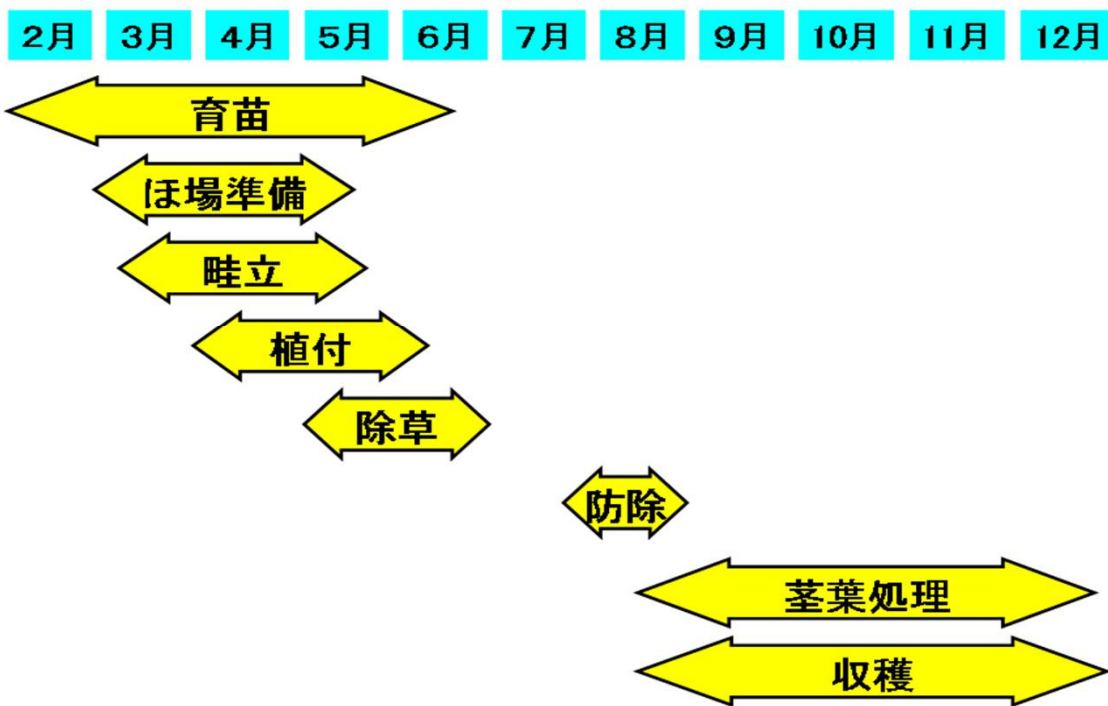 2月 3月 4月 5月 6月 7月 8月 9月 10月 11月 12月
育苗
ほ場準備
畦立
植付
除草
防除
茎葉処理
収穫